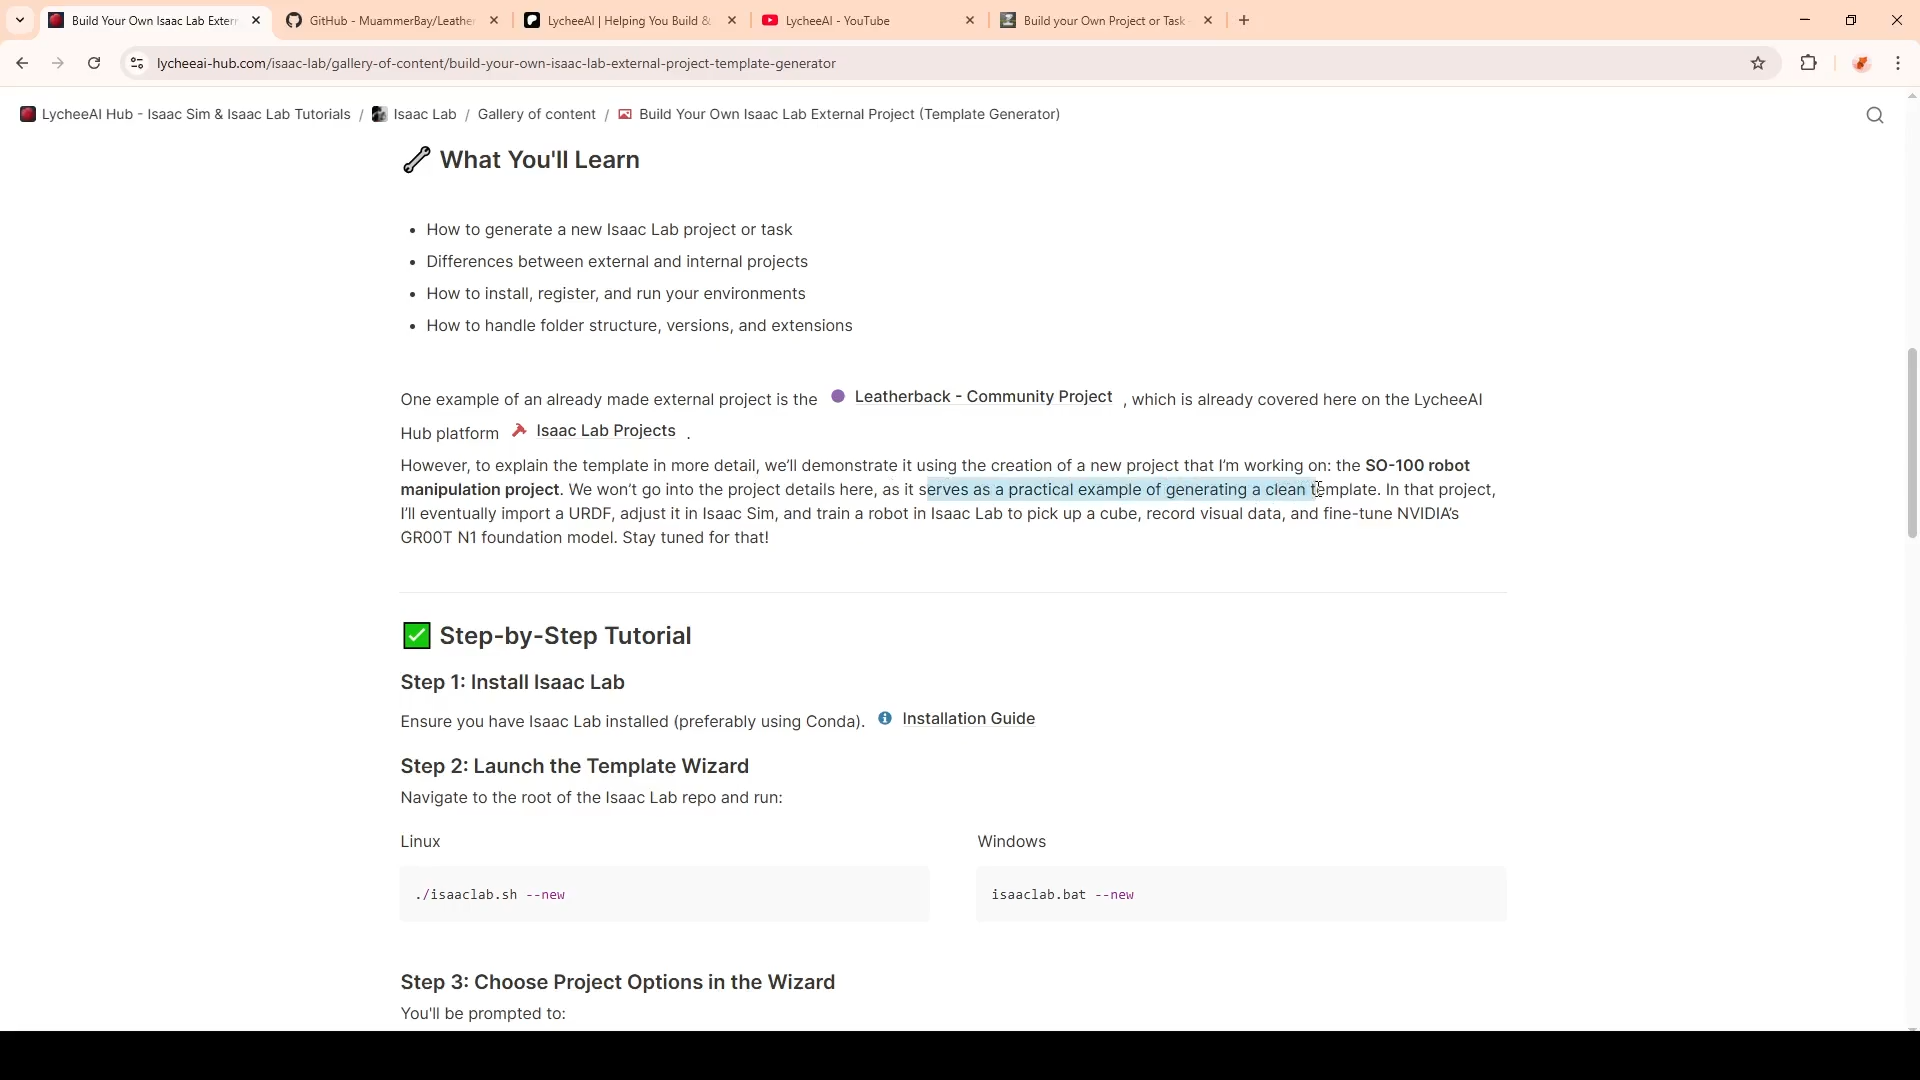 Build Your Own Isaac Lab Exter
GitHub - MuammerBay/Leather
LycheeAI | Helping You Build &
LycheeAI - YouTube
Build your Own Project or Task
lycheeai-hub.com/isaac-lab/gallery-of-content/build-your-own-isaac-lab-external-project-template-generator
LycheeAI Hub - Isaac Sim & Isaac Lab Tutorials / Isaac Lab / Gallery of content / Build Your Own Isaac Lab External Project (Template Generator)
What You'll Learn
• How to generate a new Isaac Lab project or task
• Differences between external and internal projects
• How to install, register, and run your environments
• How to handle folder structure, versions, and extensions
One example of an already made external project is the Leatherback - Community Project , which is already covered here on the LycheeAI
Hub platform Isaac Lab Projects .
However, to explain the template in more detail, we’ll demonstrate it using the creation of a new project that I’m working on: the SO-100 robot
manipulation project. We won’t go into the project details here, as it serves as a practical example of generating a clean template. In that project,
I’ll eventually import a URDF, adjust it in Isaac Sim, and train a robot in Isaac Lab to pick up a cube, record visual data, and fine-tune NVIDIA’s
GR00T N1 foundation model. Stay tuned for that!
Step-by-Step Tutorial
Step 1: Install Isaac Lab
Ensure you have Isaac Lab installed (preferably using Conda). Installation Guide
Step 2: Launch the Template Wizard
Navigate to the root of the Isaac Lab repo and run:
Linux
Windows
./isaaclab.sh --new
isaaclab.bat --new
Step 3: Choose Project Options in the Wizard
You'll be prompted to: